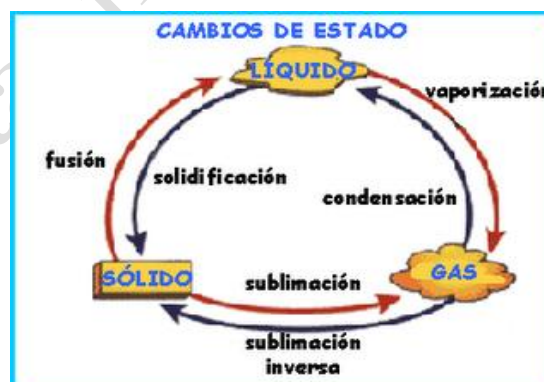 CAMBIOS DE ESTADO
LÍQUIDO
vaporización
fusión
solidificación
condensación
SÓLIDO
sublimación
GAS
sublimación
inversa